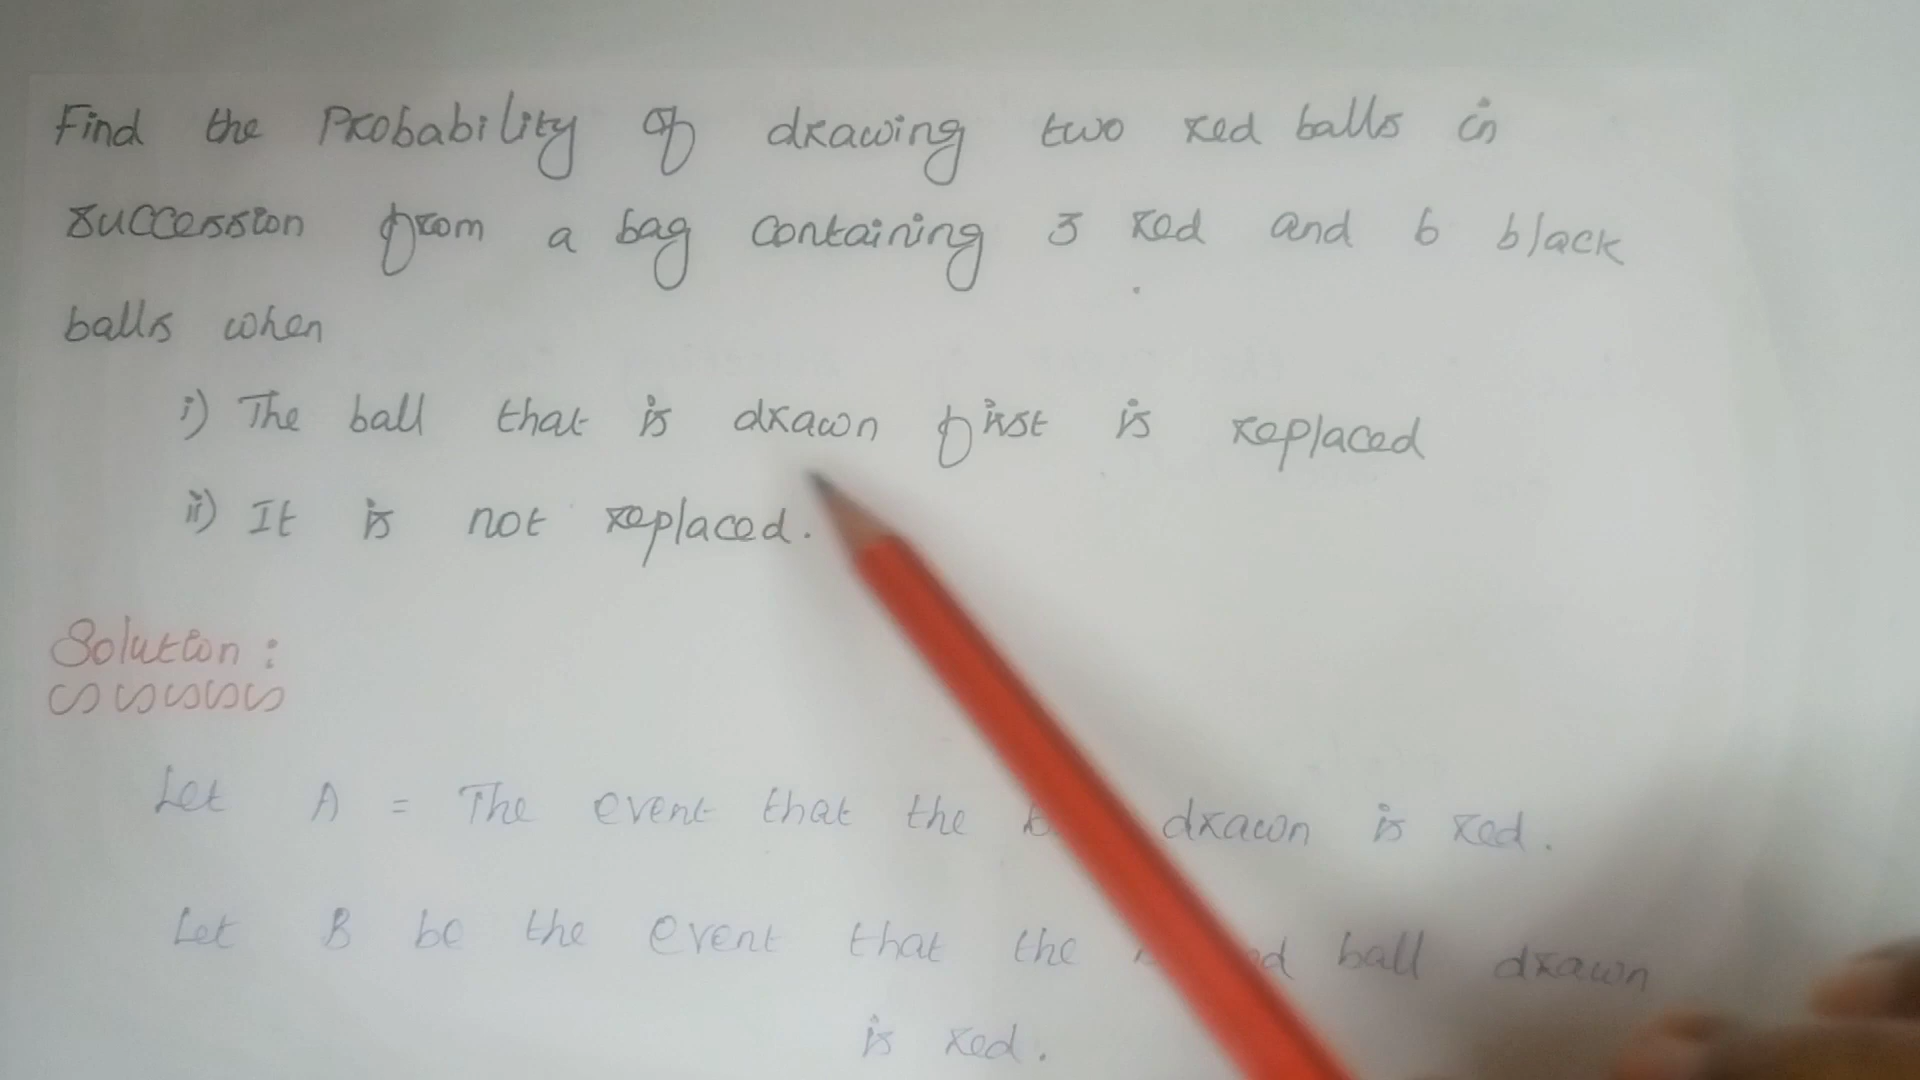 Find the Probability of drawing two red balls in
succession from a bag containing 3 red and 6 black
balls when
i) The ball that is drawn first is replaced
ii) It is not replaced.
Solution:
Let A = The event that the drawn is red.
Let B be the event that the ball drawn
is red.